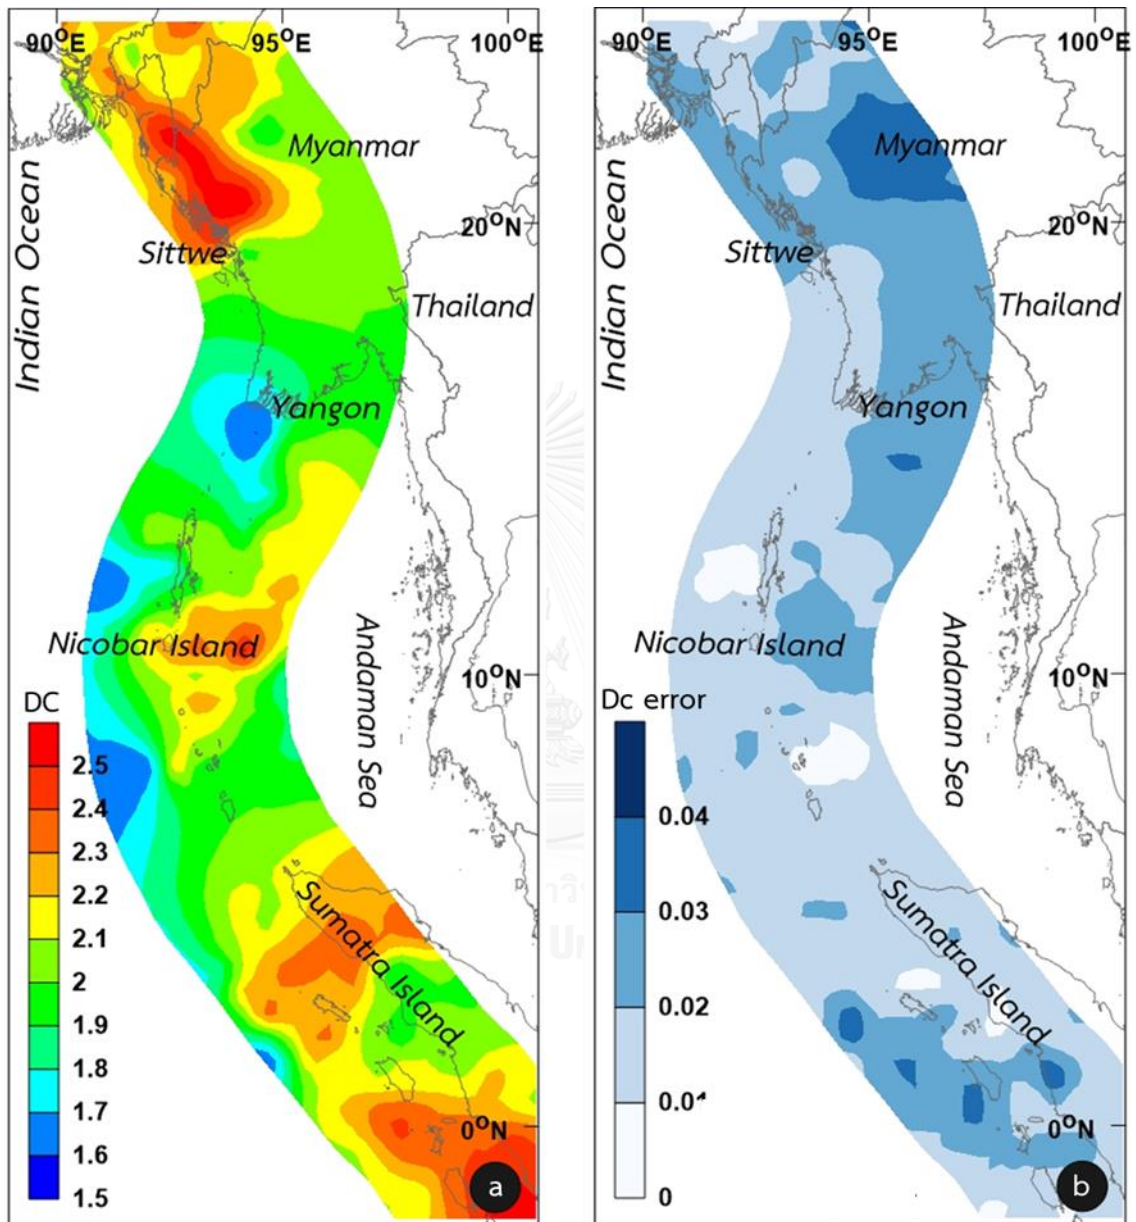 90°E
95°E
100°E
Myanmar
Indian Ocean
20°N
Sittwe
Thailand
Yangon
Nicobar Island
Andaman Sea
10°N
DC
2.5
2.4
2.3
2.2
2.1
2
1.9
1.8
1.7
1.6
1.5
Sumatra Island
0°N
a
90°E
95°E
100°E
Myanmar
Indian Ocean
20°N
Sittwe
Thailand
Yangon
Nicobar Island
Andaman Sea
10°N
Dc error
0.04
0.03
0.02
0
Sumatra Island
0°N
b